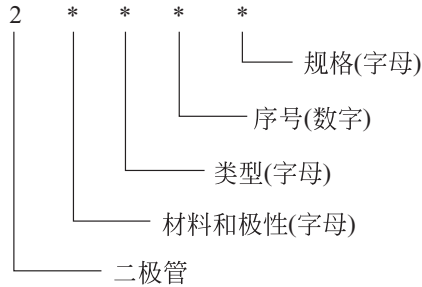 2 * * * *
规格(字母)
序号(数字)
类型(字母)
材料和极性(字母)
二极管